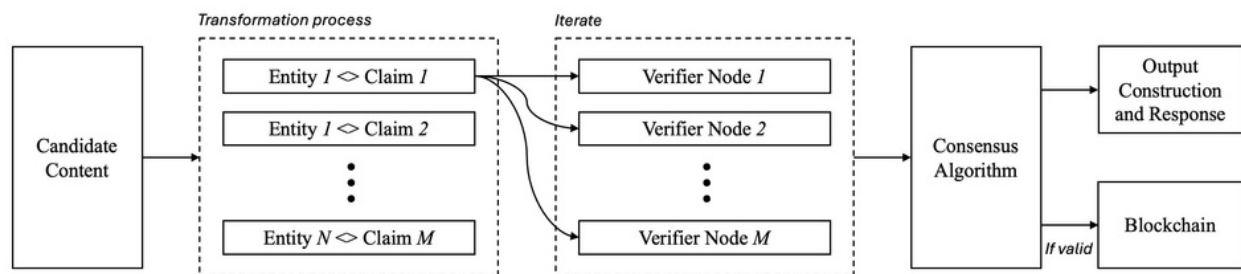 Transformation process
Iterate
Candidate
Content
Entity 1 <> Claim 1
Entity 1 <> Claim 2
Entity N <> Claim M
Verifier Node 1
Verifier Node 2
Verifier Node M
Consensus
Algorithm
Output
Construction
and Response
If valid
Blockchain